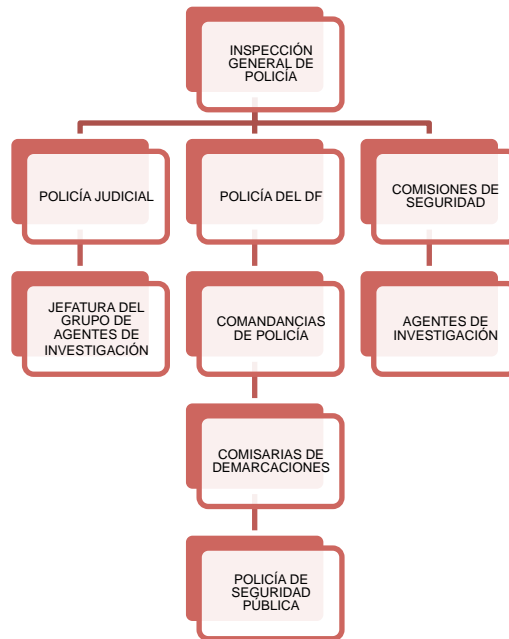 INSPECCIÓN
GENERAL DE
POLICÍA
POLICÍA JUDICIAL
POLICÍA DEL DF
COMISIONES DE
SEGURIDAD
JEFATURA DEL
GRUPO DE
AGENTES DE
INVESTIGACIÓN
COMANDANCIAS
DE POLICÍA
AGENTES DE
INVESTIGACIÓN
COMISARIAS DE
DEMARCACIONES
POLICÍA DE
SEGURIDAD
PÚBLICA